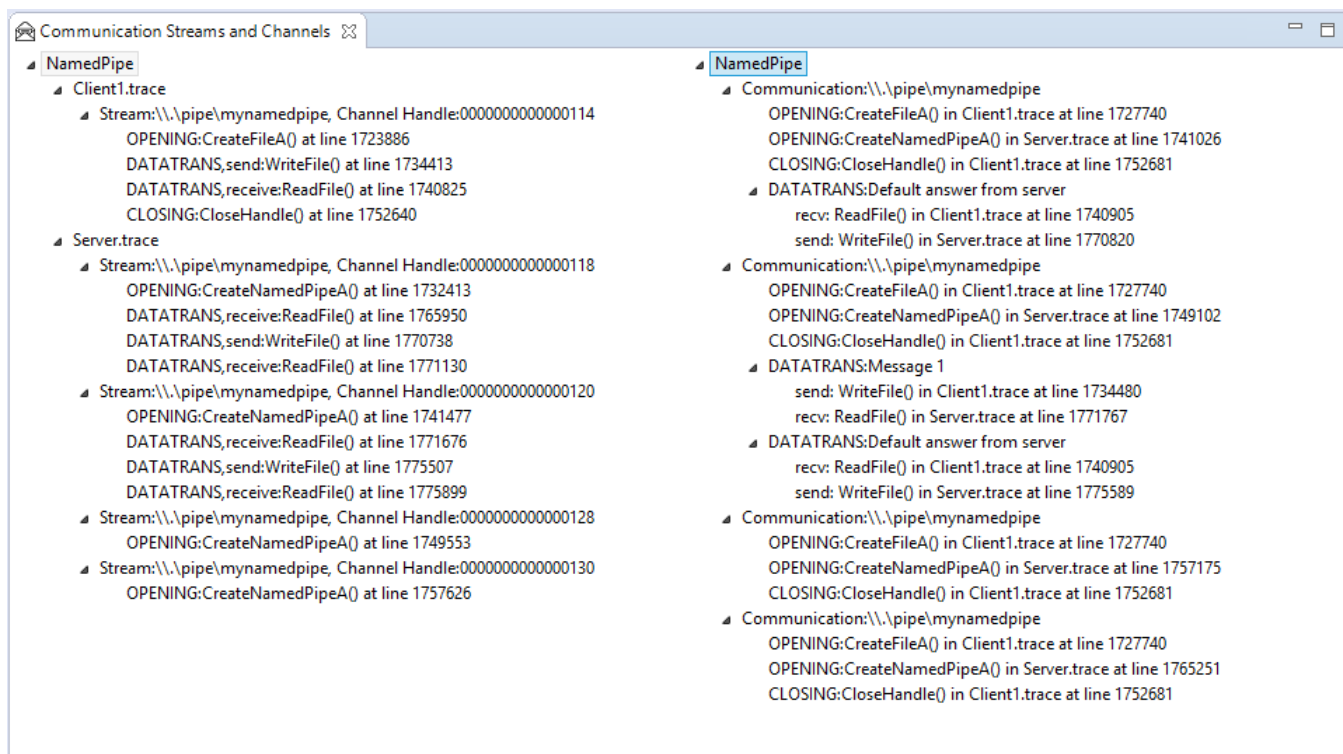 Communication Streams and Channels
NamedPipe
Client1.trace
Stream:\\.\pipe\mynamedpipe, Channel Handle:0000000000000114
OPENING:CreateFileA() at line 1723886
DATATRANS,send:WriteFile() at line 1734413
DATATRANS,receive:ReadFile() at line 1740825
CLOSING:CloseHandle() at line 1752640
Server.trace
Stream:\\.\pipe\mynamedpipe, Channel Handle:0000000000000118
OPENING:CreateNamedPipeA() at line 1732413
DATATRANS,receive:ReadFile() at line 1765950
DATATRANS,send:WriteFile() at line 1770738
DATATRANS,receive:ReadFile() at line 1771130
Stream:\\.\pipe\mynamedpipe, Channel Handle:0000000000000120
OPENING:CreateNamedPipeA() at line 1741477
DATATRANS,receive:ReadFile() at line 1771676
DATATRANS,send:WriteFile() at line 1775507
DATATRANS,receive:ReadFile() at line 1775899
Stream:\\.\pipe\mynamedpipe, Channel Handle:0000000000000128
OPENING:CreateNamedPipeA() at line 1749553
Stream:\\.\pipe\mynamedpipe, Channel Handle:0000000000000130
OPENING:CreateNamedPipeA() at line 1757626
NamedPipe
Communication:\\.\pipe\mynamedpipe
OPENING:CreateFileA() in Client1.trace at line 1727740
OPENING:CreateNamedPipeA() in Server.trace at line 1741026
CLOSING:CloseHandle() in Client1.trace at line 1752681
DATATRANS:Default answer from server
recv: ReadFile() in Client1.trace at line 1740905
send: WriteFile() in Server.trace at line 1770820
Communication:\\.\pipe\mynamedpipe
OPENING:CreateFileA() in Client1.trace at line 1727740
OPENING:CreateNamedPipeA() in Server.trace at line 1749102
CLOSING:CloseHandle() in Client1.trace at line 1752681
DATATRANS:Message 1
send: WriteFile() in Client1.trace at line 1734480
recv: ReadFile() in Server.trace at line 1771767
DATATRANS:Default answer from server
recv: ReadFile() in Client1.trace at line 1740905
send: WriteFile() in Server.trace at line 1775589
Communication:\\.\pipe\mynamedpipe
OPENING:CreateFileA() in Client1.trace at line 1727740
OPENING:CreateNamedPipeA() in Server.trace at line 1757175
CLOSING:CloseHandle() in Client1.trace at line 1752681
Communication:\\.\pipe\mynamedpipe
OPENING:CreateFileA() in Client1.trace at line 1727740
OPENING:CreateNamedPipeA() in Server.trace at line 1765251
CLOSING:CloseHandle() in Client1.trace at line 1752681